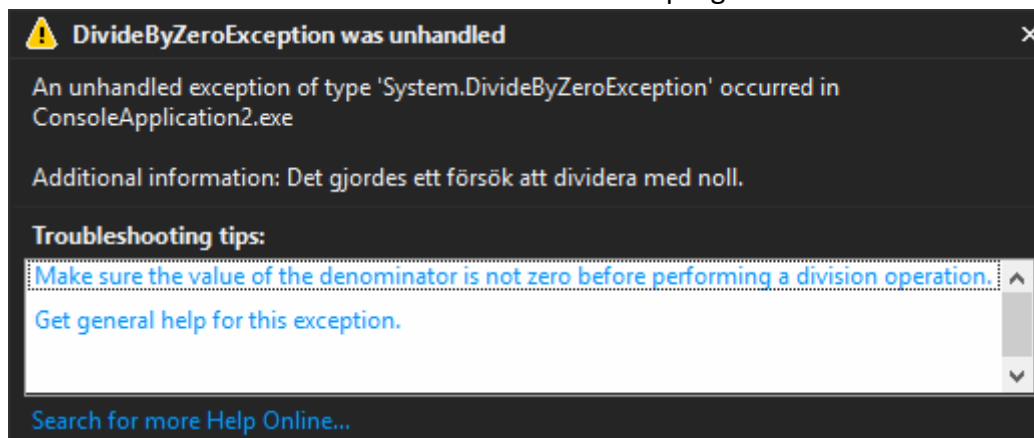 DivideByZeroException was unhandled
An unhandled exception of type 'System.DivideByZeroException' occurred in
ConsoleApplication2.exe
Additional information: Det gjordes ett försök att dividera med noll.
Troubleshooting tips:
Make sure the value of the denominator is not zero before performing a division operation.
Get general help for this exception.
Search for more Help Online...